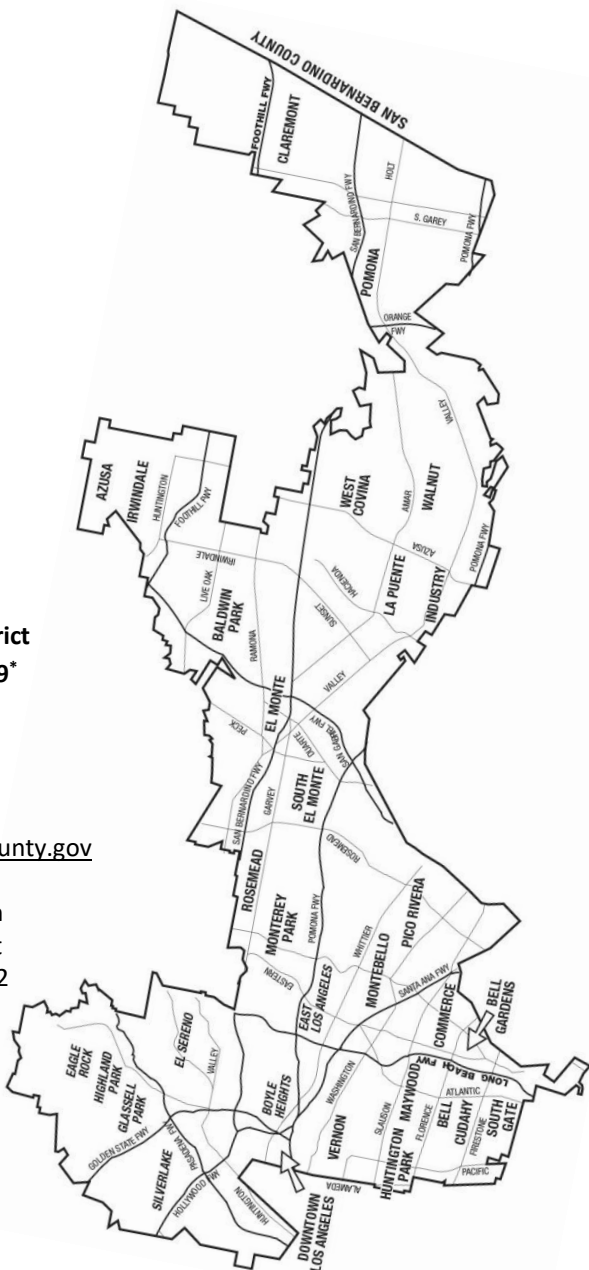 SAN BERNARDINO COUNTY
FOOTHILL FWY
CLAREMONT
SAN BERNARDINO FWY
HOLT
S. GAREY
POMONA FWY
POMONA
ORANGE
FWY
VALLEY
AZUSA
IRWINDALE
HUNTINGTON
FOOTHILL FWY
WEST
COVINA
AMAR
WALNUT
AZUSA
POMONA FWY
IRWINDALE
LIVE OAK
BALDWIN
PARK
RAMONA
HACIENDA
SUNSET
LA PUENTE
INDUSTRY
rict
9*
VALLEY
EL MONTE
PECK
DUARTE
SAN GABRIEL FWY
SAN BERNARDINO FWY
GARVEY
SOUTH
EL MONTE
ROSEMEAD
ounty.gov
ROSEMEAD
MONTEREY
PARK
POMONA FWY
WHITTIER
PICO RIVERA
n
t
2
EASTERN
EAST
LOS ANGELES
MONTEBELLO
SANTA ANA FWY
COMMERCE
BELL
GARDENS
EAGLE
ROCK
HIGHLAND
PARK
GLASSELL
PARK
EL SERENO
VALLEY
BOYLE
HEIGHTS
WASHINGTON
VERNON
SLAUSON
MAYWOOD
HUNTINGTON
PARK
FLORENCE
LONG BEACH FWY
ATLANTIC
BELL
CUDAHY
FIRESTONE
SOUTH
GATE
PACIFIC
GOLDEN STATE FWY
PASADENA FWY
SILVERLAKE
HOLLYWOOD FWY
HUNTINGTON
ALAMEDA
DOWNTOWN
LOS ANGELES